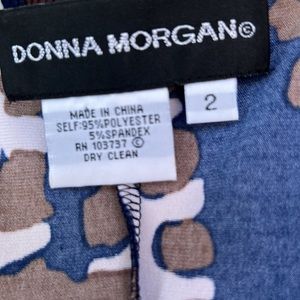 DONNA MORGAN©
2
MADE IN CHINA
SELF:95%POLYESTER
5%SPANDEX
RN 103737 ©
DRY CLEAN